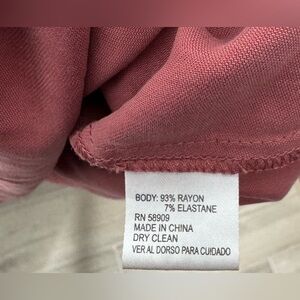 BODY: 93% RAYON
7% ELASTANE
RN 58909
MADE IN CHINA
DRY CLEAN
VER AL DORSO PARA CUIDADO